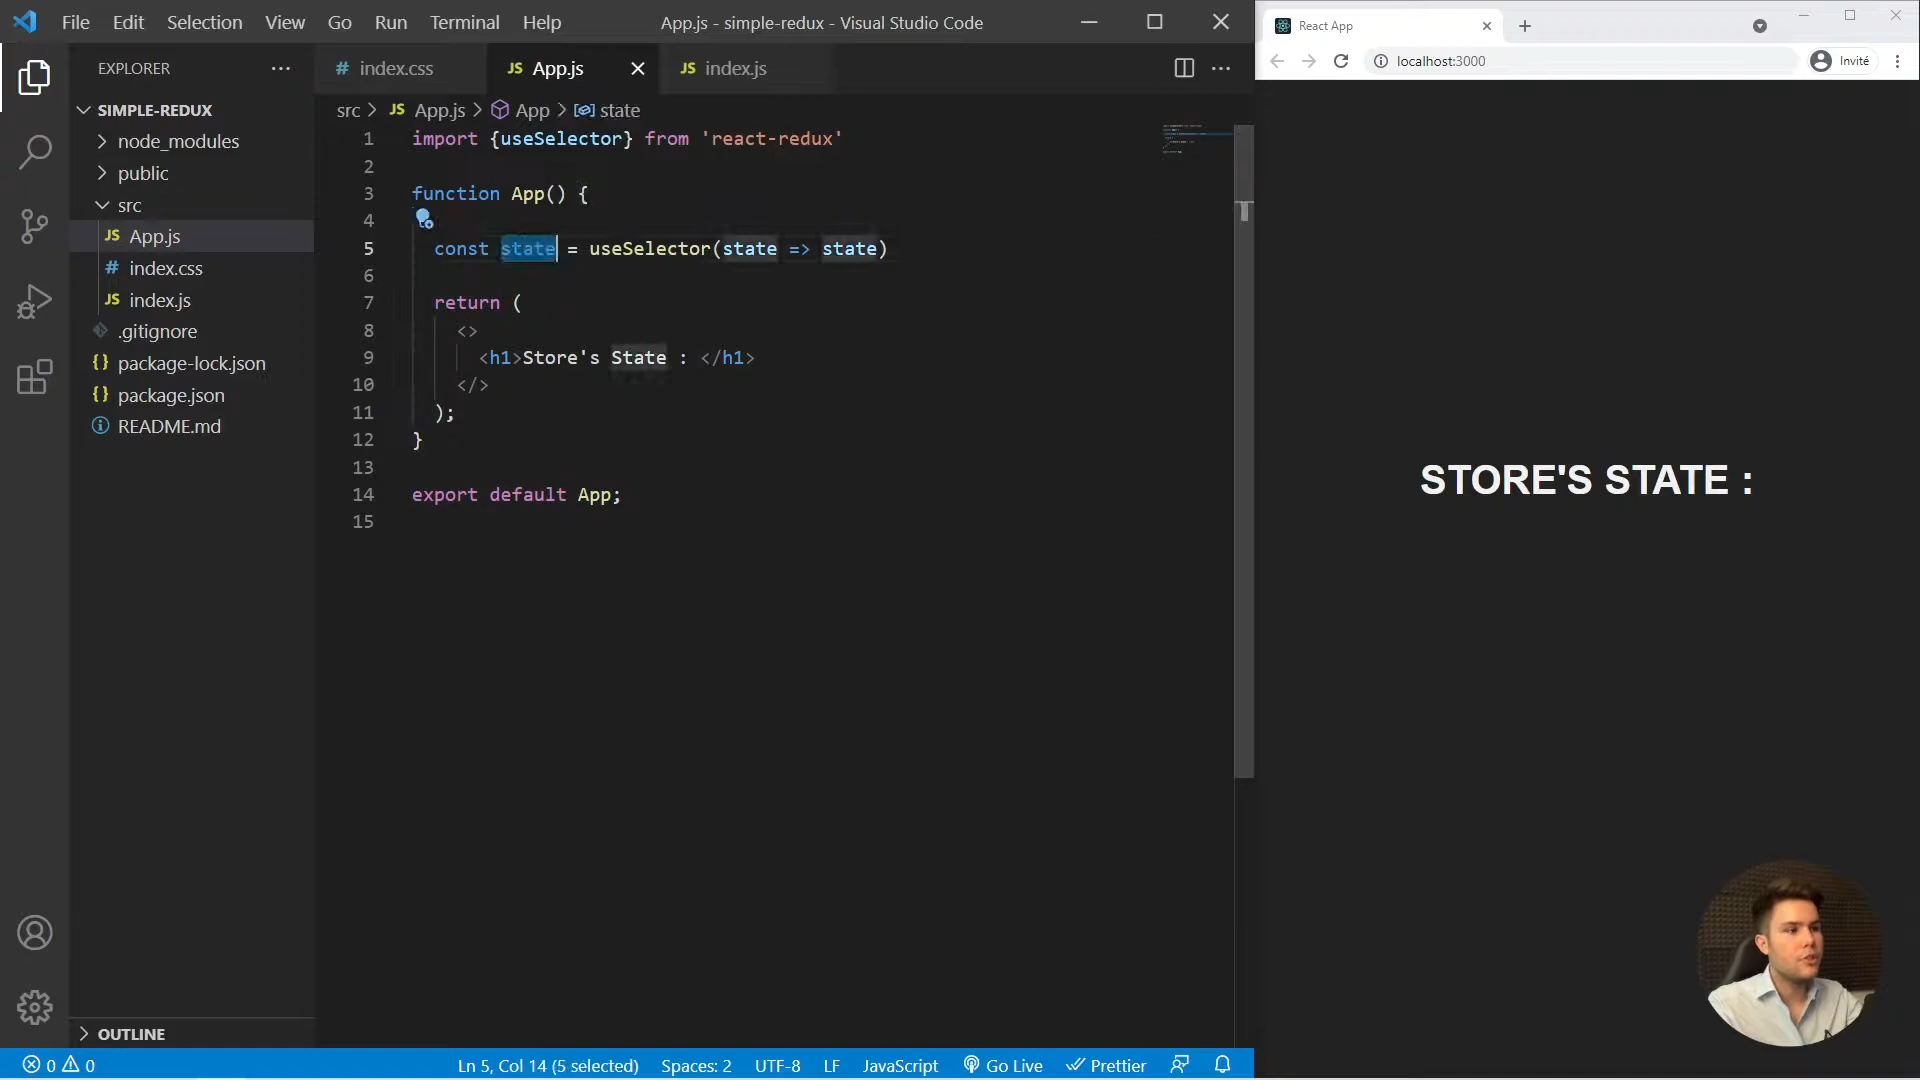 File Edit Selection View Go Run Terminal Help
App.js - simple-redux - Visual Studio Code
React App
localhost:3000
Invité
EXPLORER
SIMPLE-REDUX
node_modules
public
src
JS App.js
# index.css
JS index.js
.gitignore
{} package-lock.json
{} package.json
README.md
OUTLINE
# index.css
JS App.js
JS index.js
src > JS App.js > App > state
1 import {useSelector} from 'react-redux'
2
3 function App() {
4
5 const state = useSelector(state => state)
6
7 return (
8 <>
9 <h1>Store's State : </h1>
10 </>
11 );
12 }
13
14 export default App;
15
STORE'S STATE :
0 0
Ln 5, Col 14 (5 selected)
Spaces: 2
UTF-8
LF
JavaScript
Go Live
Prettier